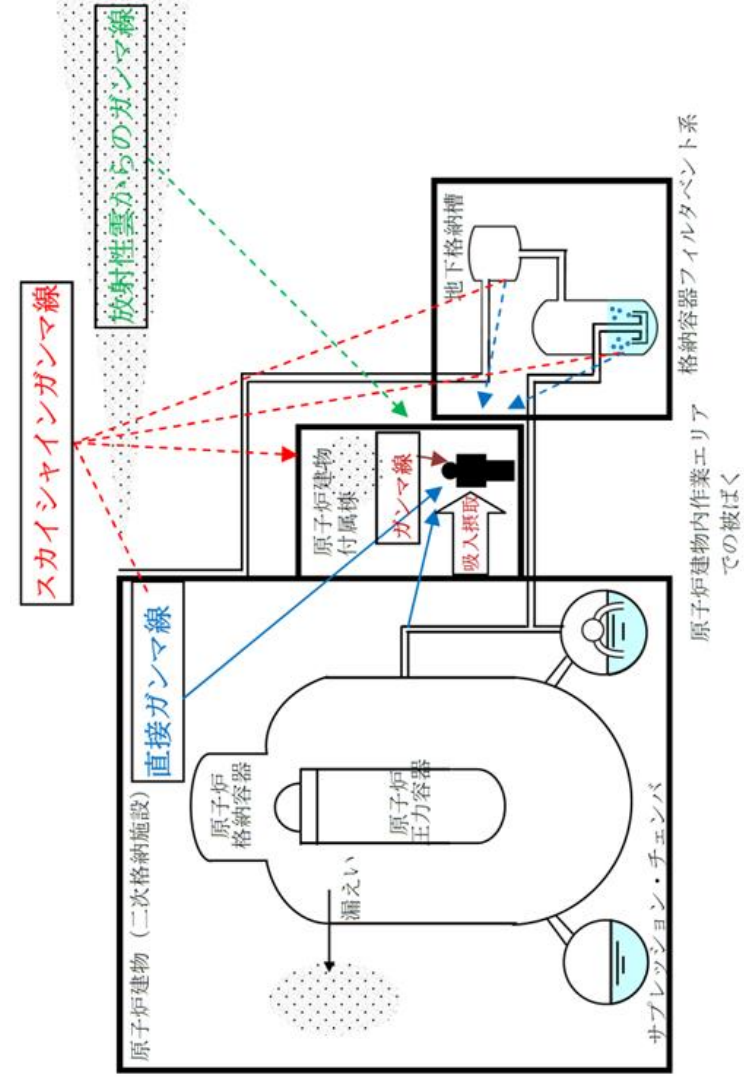 スカイシャインガンマ線
放射性雲からのガンマ線
原子炉建物（二次格納施設）
直接ガンマ線
原子炉建物
付属棟
ガンマ線
吸入摂取
地下格納槽
原子炉
格納容器
原子炉
圧力容器
漏えい
サプレッション・チェンバ
原子炉建物内作業エリア
での被ばく
格納容器フィルタベント系